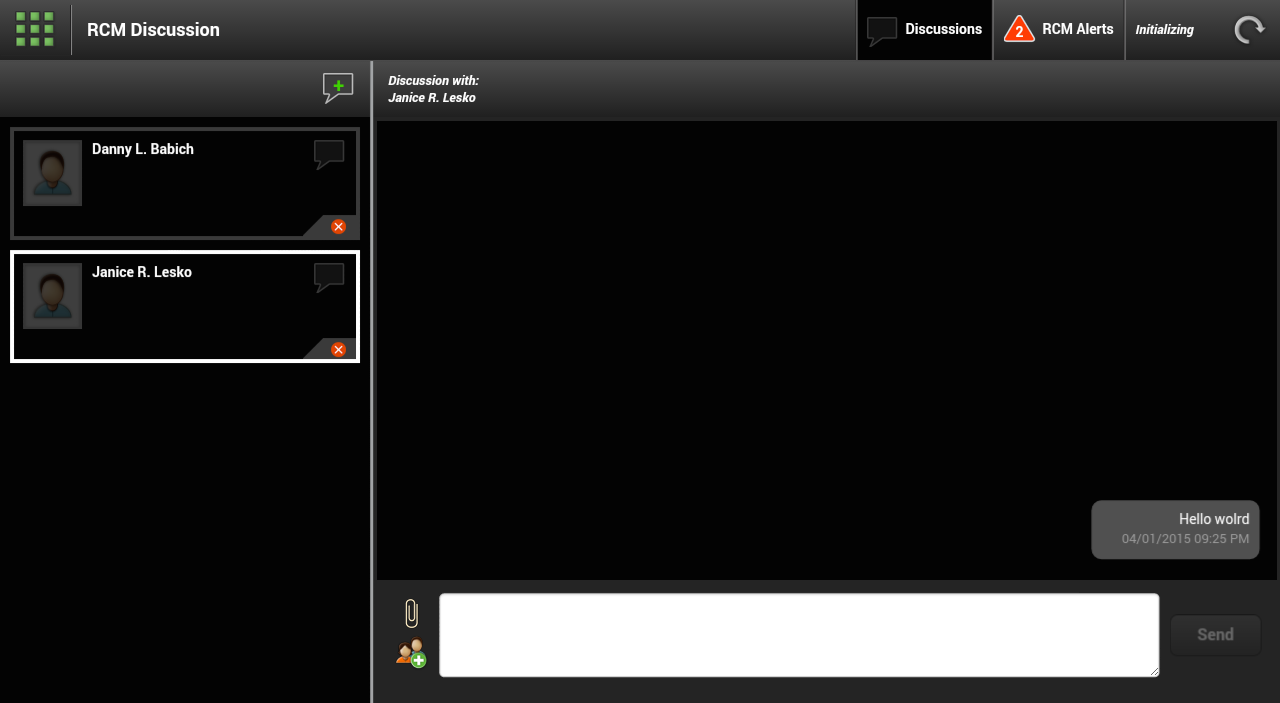 RCM Discussion
Discussions
2
RCM Alerts
Initializing
Discussion with:
Janice R. Lesko
Danny L. Babich
Janice R. Lesko
Hello wolrd
04/01/2015 09:25 PM
Send